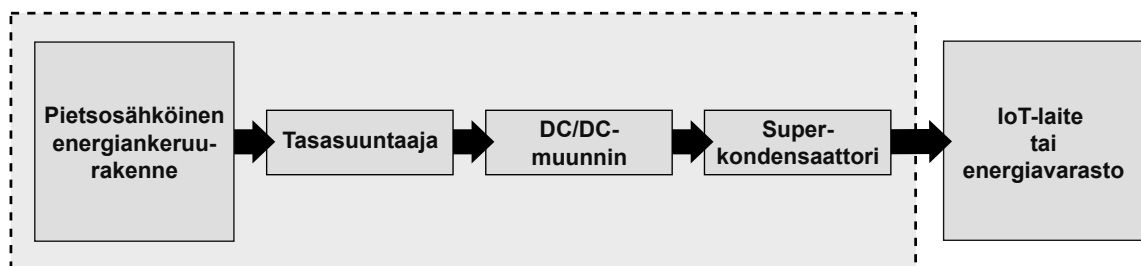 Pietsosähköinen
energiankeruu-
rakenne
Tasasuuntaaja
DC/DC-
muunnin
Super-
kondensaattori
IoT-laite
tai
energiavarasto